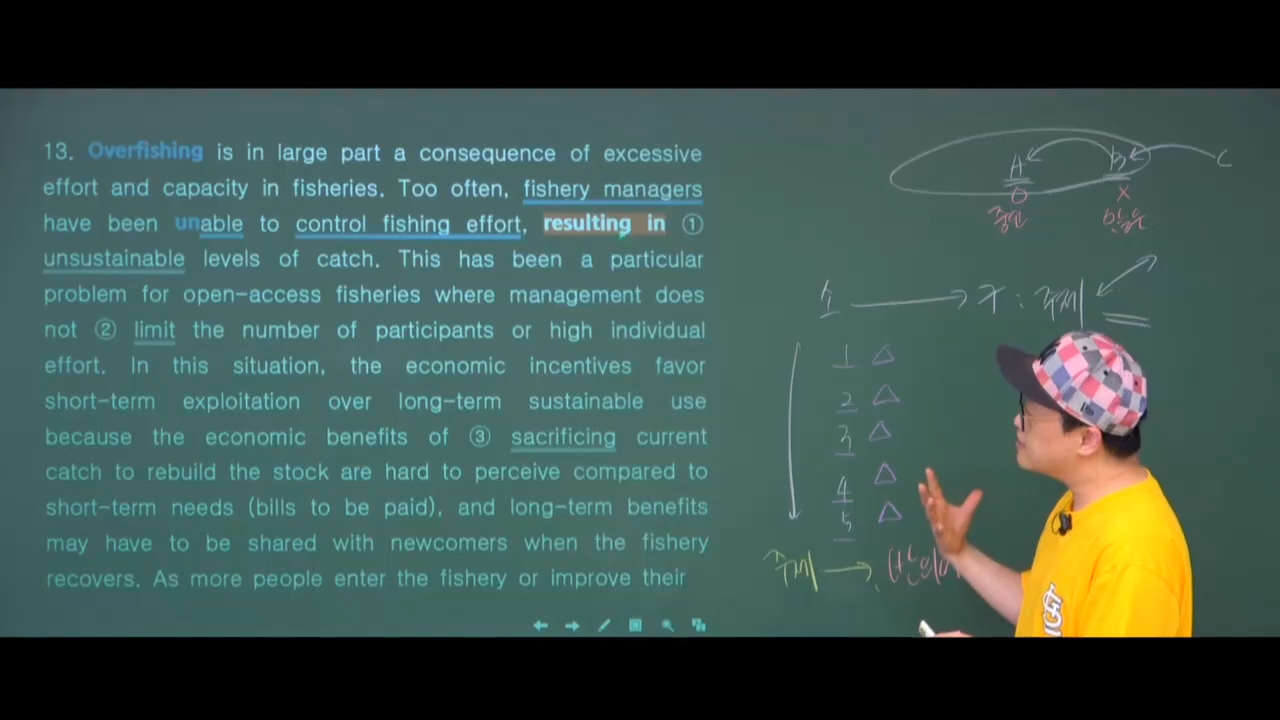 13. Overfishing is in large part a consequence of excessive
effort and capacity in fisheries. Too often, fishery managers
have been unable to control fishing effort, resulting in ①
unsustainable levels of catch. This has been a particular
problem for open-access fisheries where management does
not ② limit the number of participants or high individual
effort. In this situation, the economic incentives favor
short-term exploitation over long-term sustainable use
because the economic benefits of ③ sacrificing current
catch to rebuild the stock are hard to perceive compared to
short-term needs (bills to be paid), and long-term benefits
may have to be shared with newcomers when the fishery
recovers. As more people enter the fishery or improve their
A b C
O X
소 → 주 : 주제
1 △
2 △
3 △
4 △
5 △
주제 →